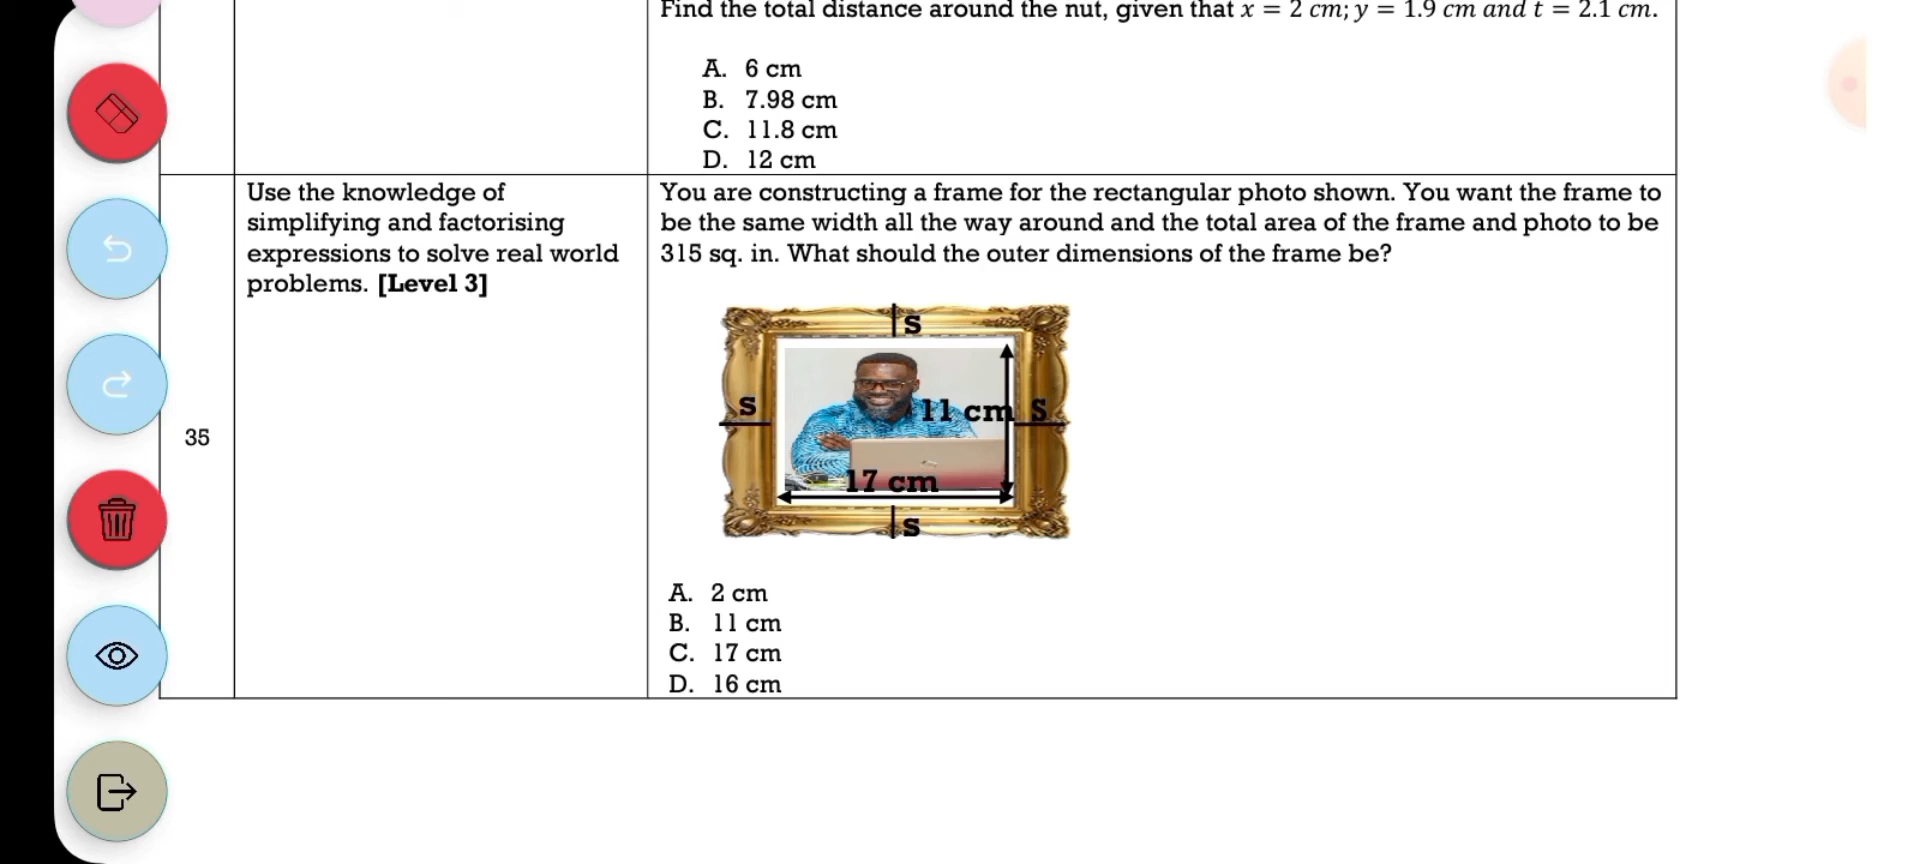 Find the total distance around the nut, given that x = 2 cm; y = 1.9 cm and t = 2.1 cm.
A. 6 cm
B. 7.98 cm
C. 11.8 cm
D. 12 cm
35
Use the knowledge of
simplifying and factorising
expressions to solve real world
problems. [Level 3]
You are constructing a frame for the rectangular photo shown. You want the frame to
be the same width all the way around and the total area of the frame and photo to be
315 sq. in. What should the outer dimensions of the frame be?
S
S
11 cm
S
17 cm
S
A. 2 cm
B. 11 cm
C. 17 cm
D. 16 cm